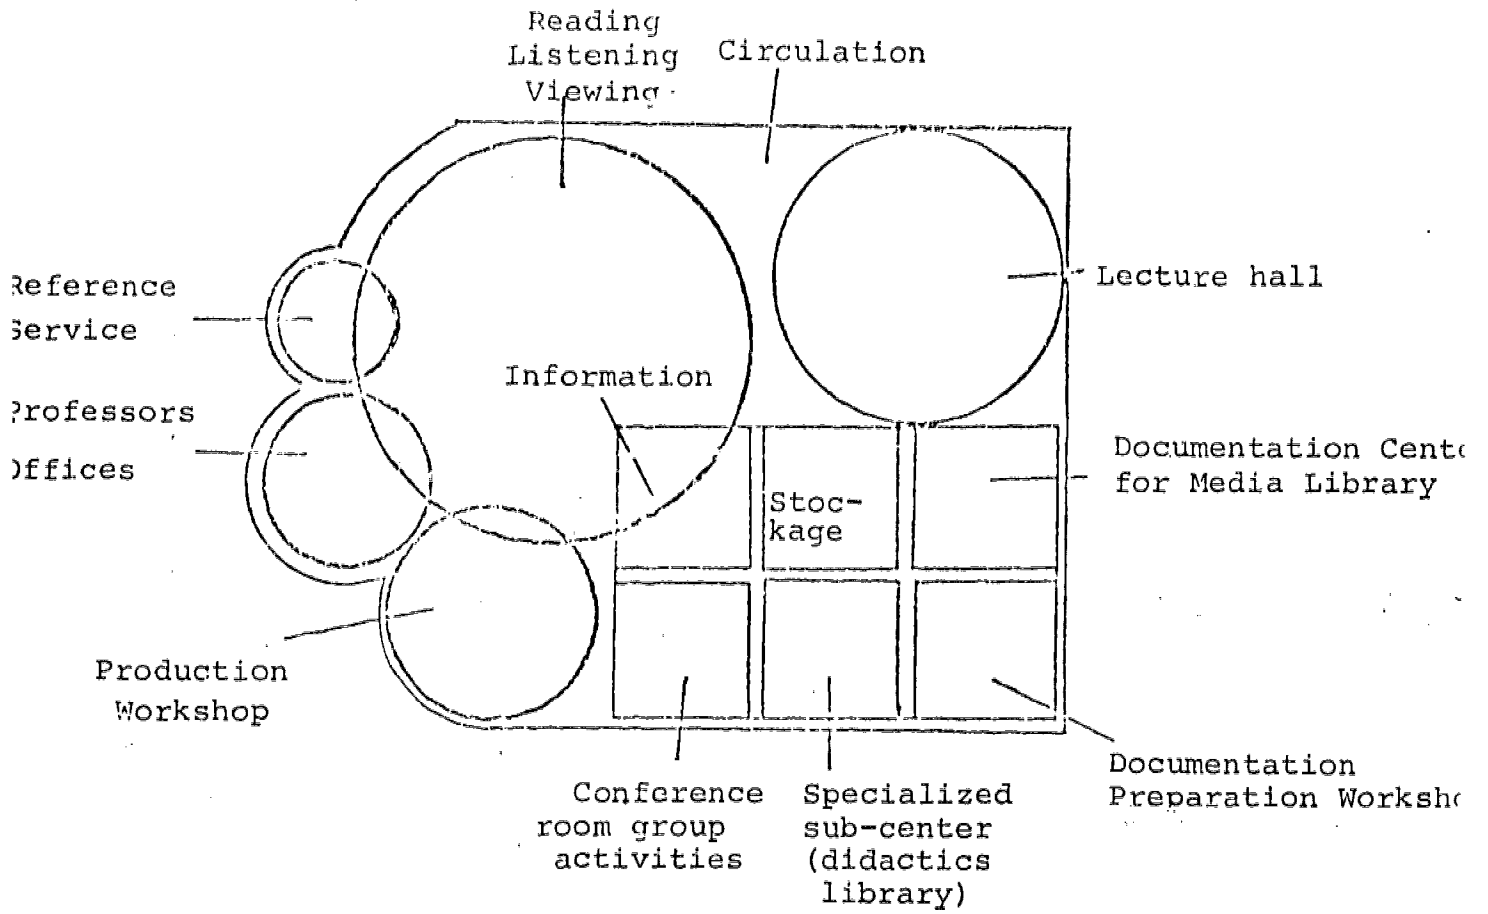 Reading
Listening
Viewing
Circulation
Reference
Service
Lecture hall
Information
Professors
Offices
Documentation Cent
for Media Library
Stoc-
kage
Production
Workshop
Documentation
Preparation Worksh
Conference
room group
activities
Specialized
sub-center
(didactics
library)